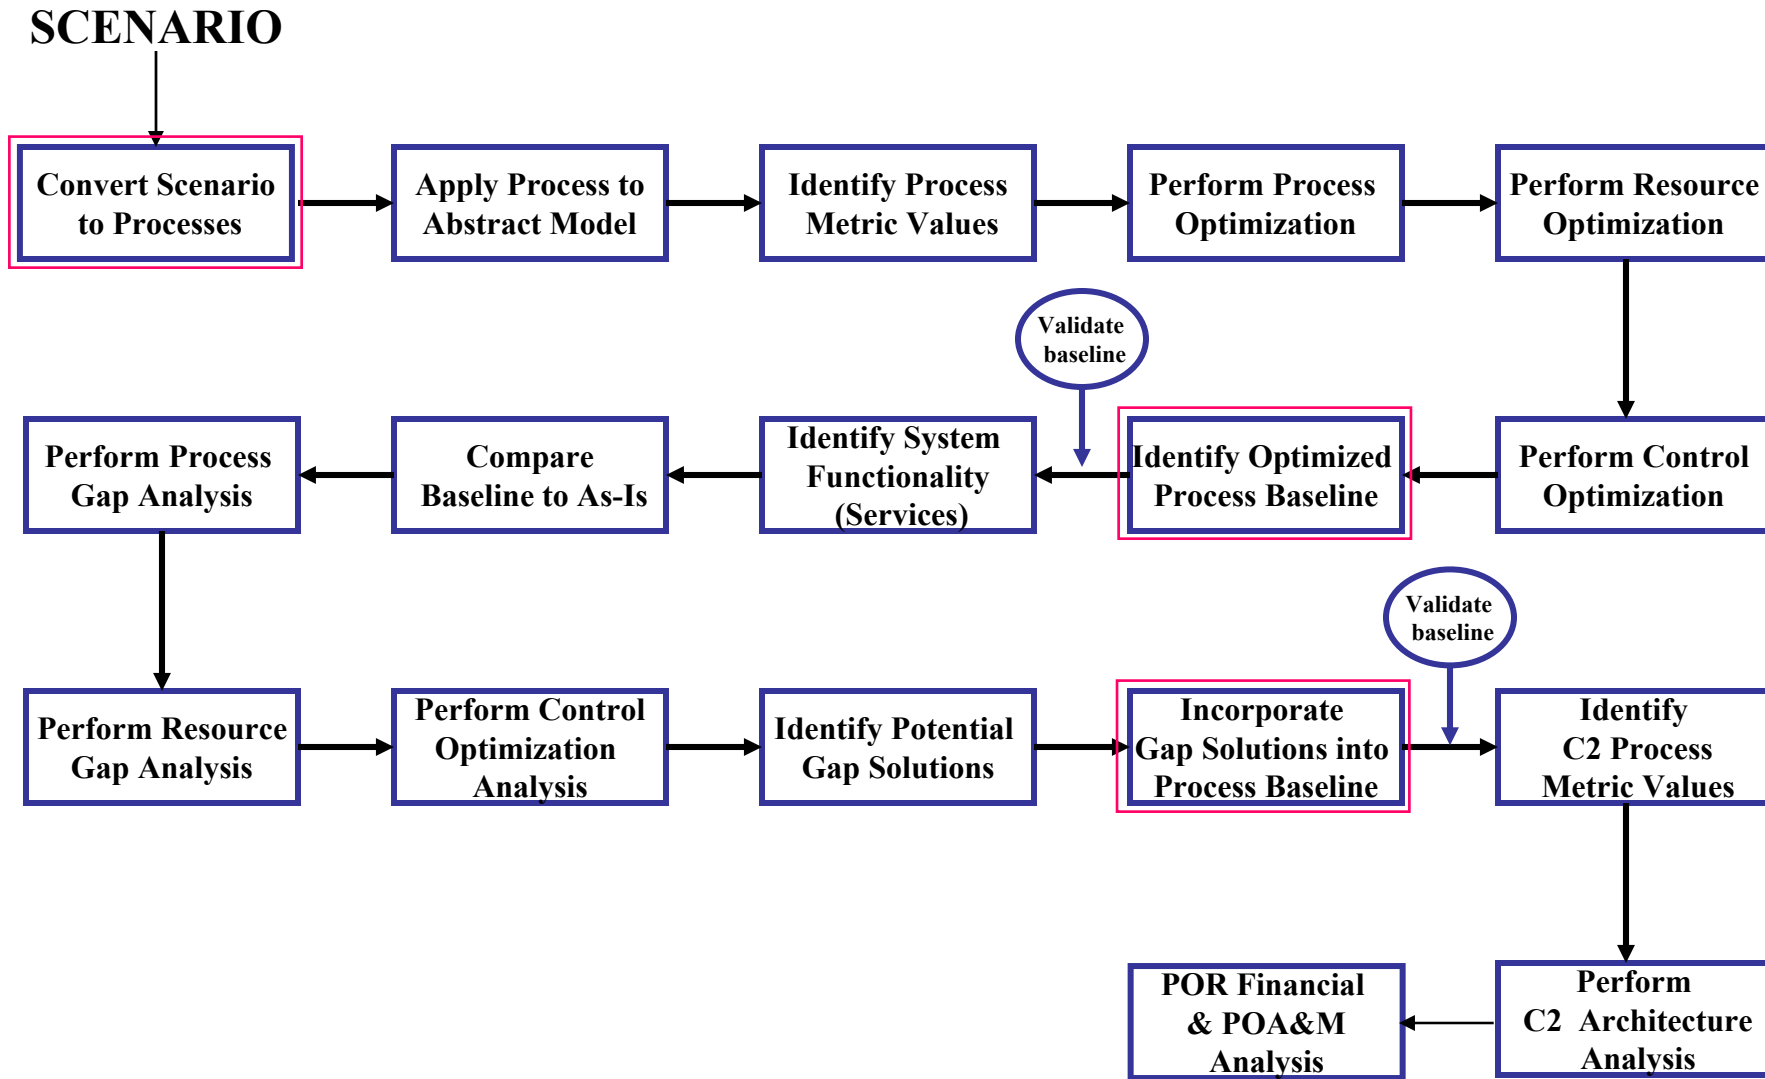 SCENARIO
Convert Scenario
to Processes
Apply Process to
Abstract Model
Identify Process
Metric Values
Perform Process
Optimization
Perform Resource
Optimization
Validate
baseline
Perform Process
Gap Analysis
Compare
Baseline to As-Is
Identify System
Functionality
(Services)
Identify Optimized
Process Baseline
Perform Control
Optimization
Validate
baseline
Perform Resource
Gap Analysis
Perform Control
Optimization
Analysis
Identify Potential
Gap Solutions
Incorporate
Gap Solutions into
Process Baseline
Identify
C2 Process
Metric Values
POR Financial
& POA&M
Analysis
Perform
C2 Architecture
Analysis